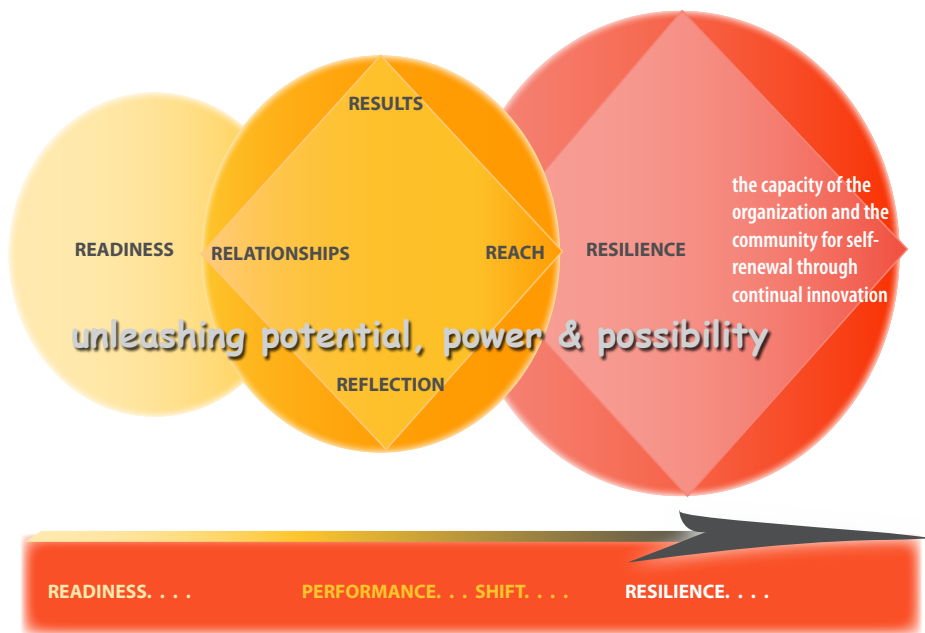 RESULTS
READINESS
RELATIONSHIPS
REACH
RESILIENCE
the capacity of the
organization and the
community for self-
renewal through
continual innovation
unleashing potential, power & possibility
REFLECTION
READINESS. . . .
PERFORMANCE. . . SHIFT. . . .
RESILIENCE. . . .